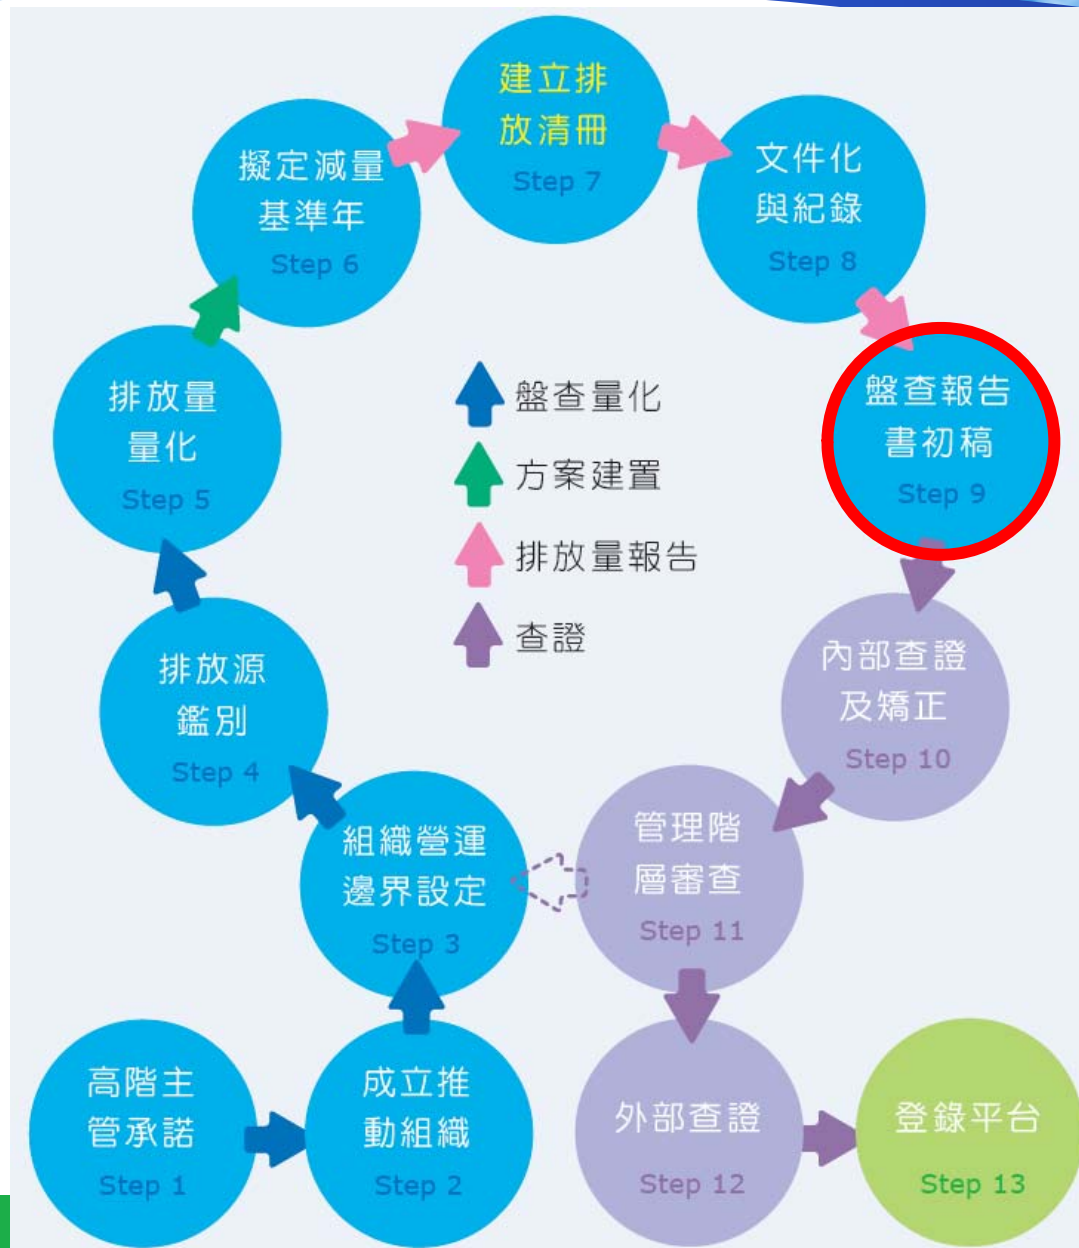 建立排
放清冊
Step 7
擬定減量
基準年
Step 6
文件化
與紀錄
Step 8
排放量
量化
Step 5
盤查報告
書初稿
Step 9
盤查量化
方案建置
排放量報告
查證
排放源
鑑別
Step 4
內部查證
及矯正
Step 10
組織營運
邊界設定
Step 3
管理階
層審查
Step 11
高階主
管承諾
Step 1
成立推
動組織
Step 2
外部查證
Step 12
登錄平台
Step 13